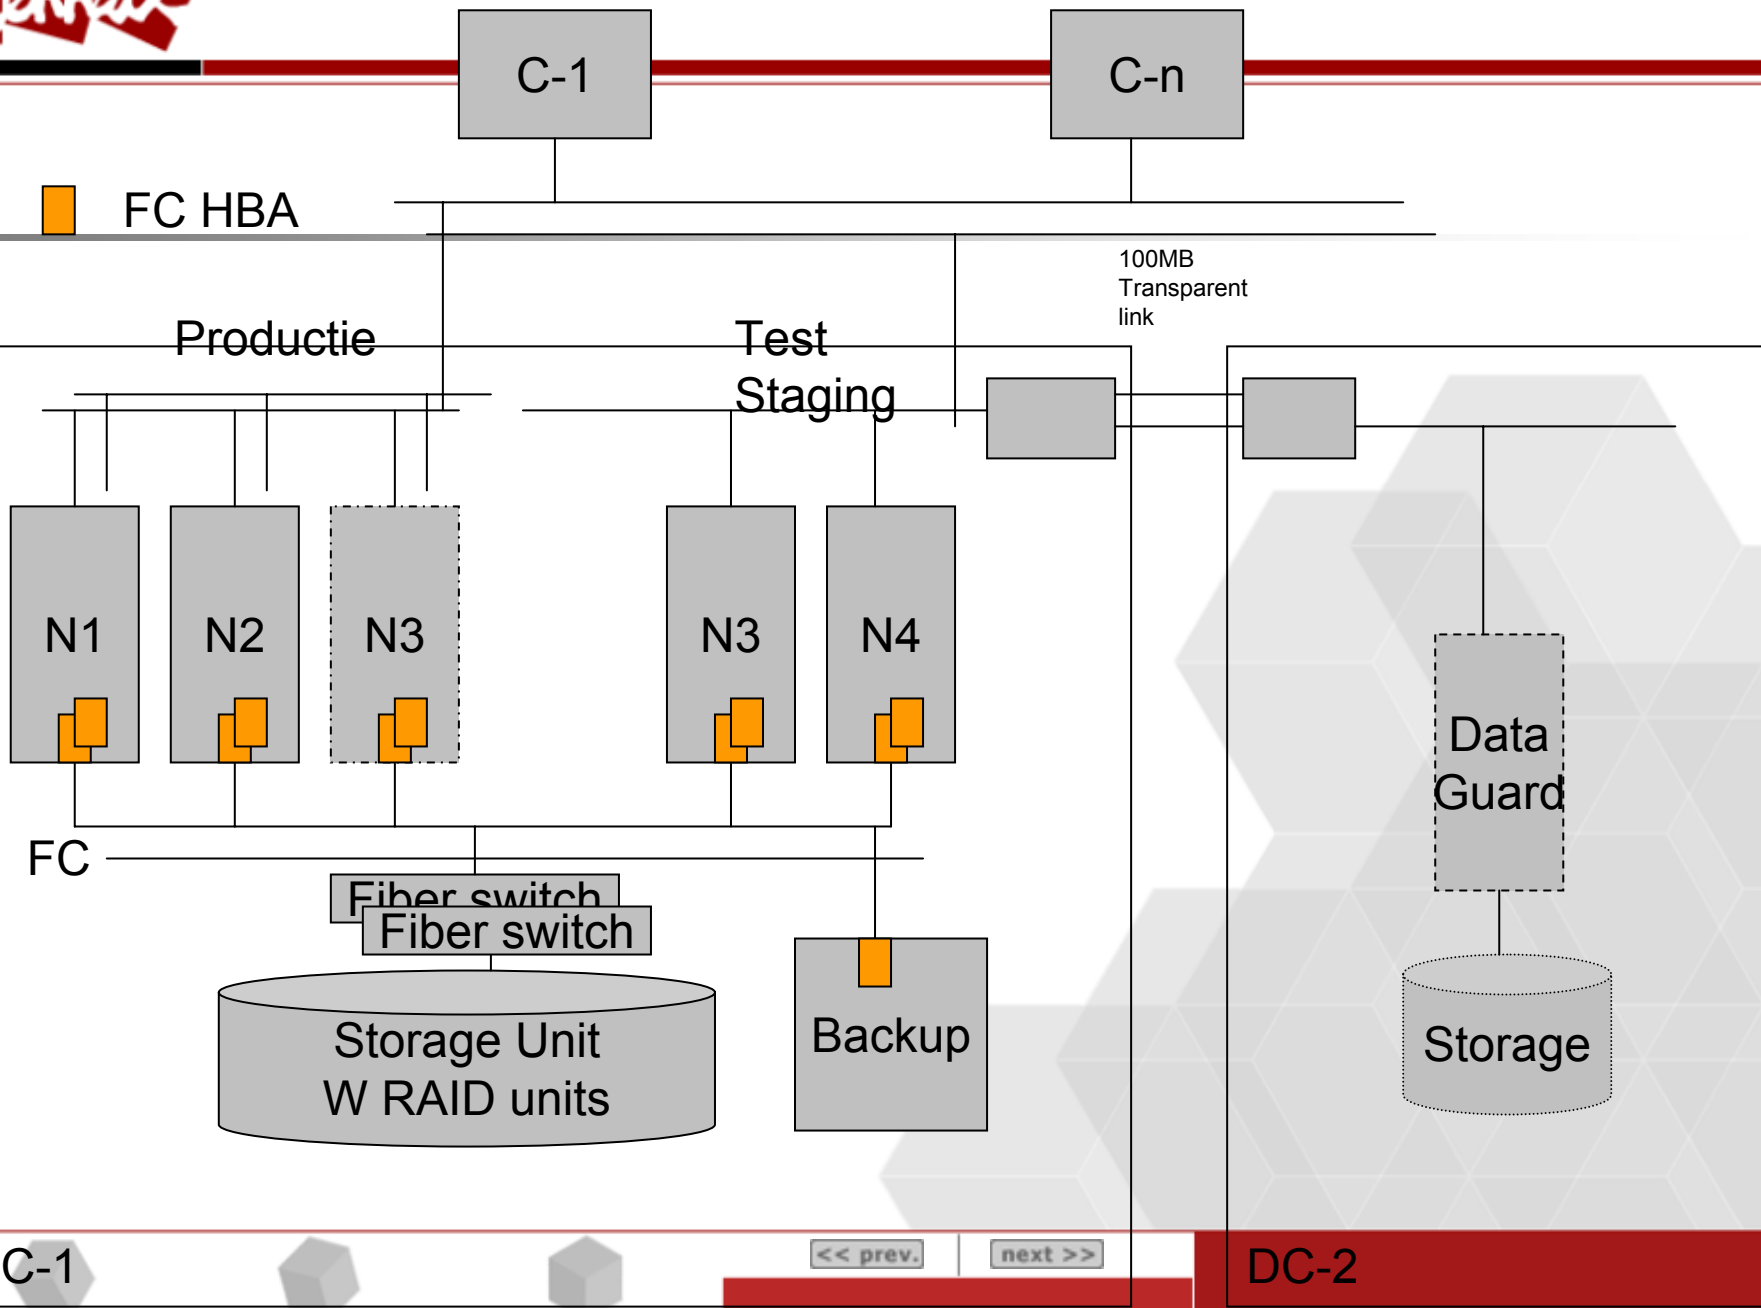 C-1
C-n
FC HBA
100MB
Transparent
link
Productie
Test
Staging
N1
N2
N3
N3
N4
Data
Guard
FC
Fiber switch
Fiber switch
Storage Unit
W RAID units
Backup
Storage
C-1
<< prev.
next >>
DC-2